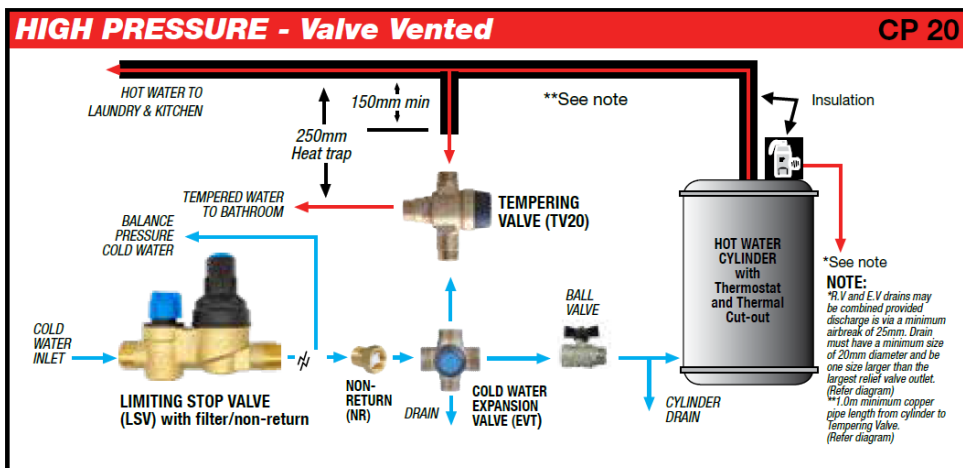 HIGH PRESSURE - Valve Vented
CP 20
HOT WATER TO
LAUNDRY & KITCHEN
150mm min
**See note
Insulation
250mm
Heat trap
TEMPERED WATER
TO BATHROOM
TEMPERING
VALVE (TV20)
BALANCE
PRESSURE
COLD WATER
HOT WATER
CYLINDER
with
Thermostat
and Thermal
Cut-out
*See note
NOTE:
*R.V and E.V drains may
be combined provided
discharge is via a minimum
airbreak of 25mm. Drain
must have a minimum size
of 20mm diameter and be
one size larger than the
largest relief valve outlet.
(Refer diagram)
**1.0m minimum copper
pipe length from cylinder to
Tempering Valve.
(Refer diagram)
BALL
VALVE
COLD
WATER
INLET
LIMITING STOP VALVE
(LSV) with filter/non-return
NON-
RETURN
(NR)
DRAIN
COLD WATER
EXPANSION
VALVE (EVT)
CYLINDER
DRAIN